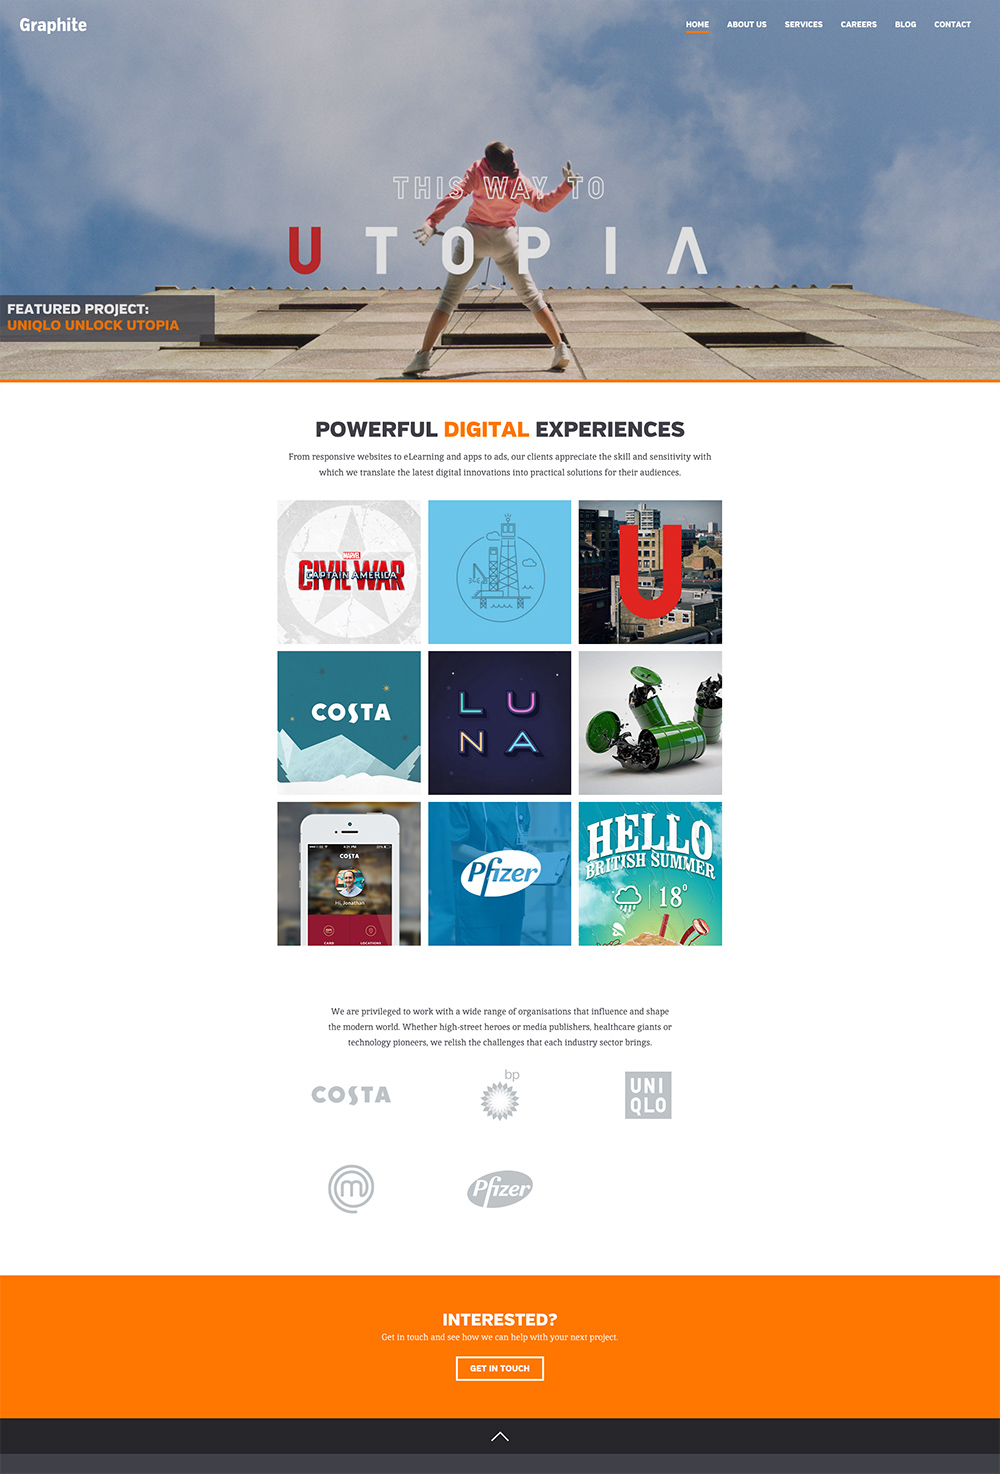 Graphite
HOME ABOUT US SERVICES CAREERS BLOG CONTACT
THIS WAY TO
UTOPIA
FEATURED PROJECT:
UNIQLO UNLOCK UTOPIA
POWERFUL DIGITAL EXPERIENCES
From responsive websites to eLearning and apps to ads, our clients appreciate the skill and sensitivity with
which we translate the latest digital innovations into practical solutions for their audiences.
MARVEL
CAPTAIN AMERICA
CIVIL WAR
U
COSTA
LU
NA
COSTA
Hi, Jonathan
CARD LOCATIONS
Pfizer
HELLO
BRITISH SUMMER
18°
We are privileged to work with a wide range of organisations that influence and shape
the modern world. Whether high-street heroes or media publishers, healthcare giants or
technology pioneers, we relish the challenges that each industry sector brings.
COSTA
bp
UNI
QLO
m
Pfizer
INTERESTED?
Get in touch and see how we can help with your next project.
GET IN TOUCH